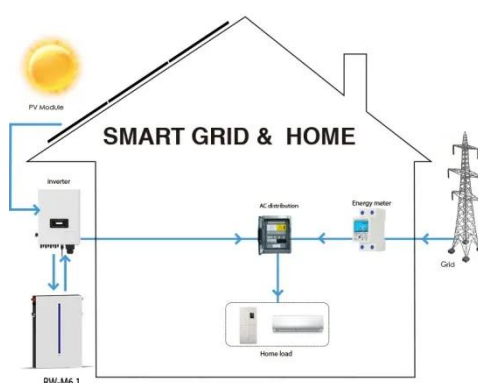 PV Module
SMART GRID & HOME
inverter
AC distribution
Energy meter
Grid
Home load
RW-M6.1